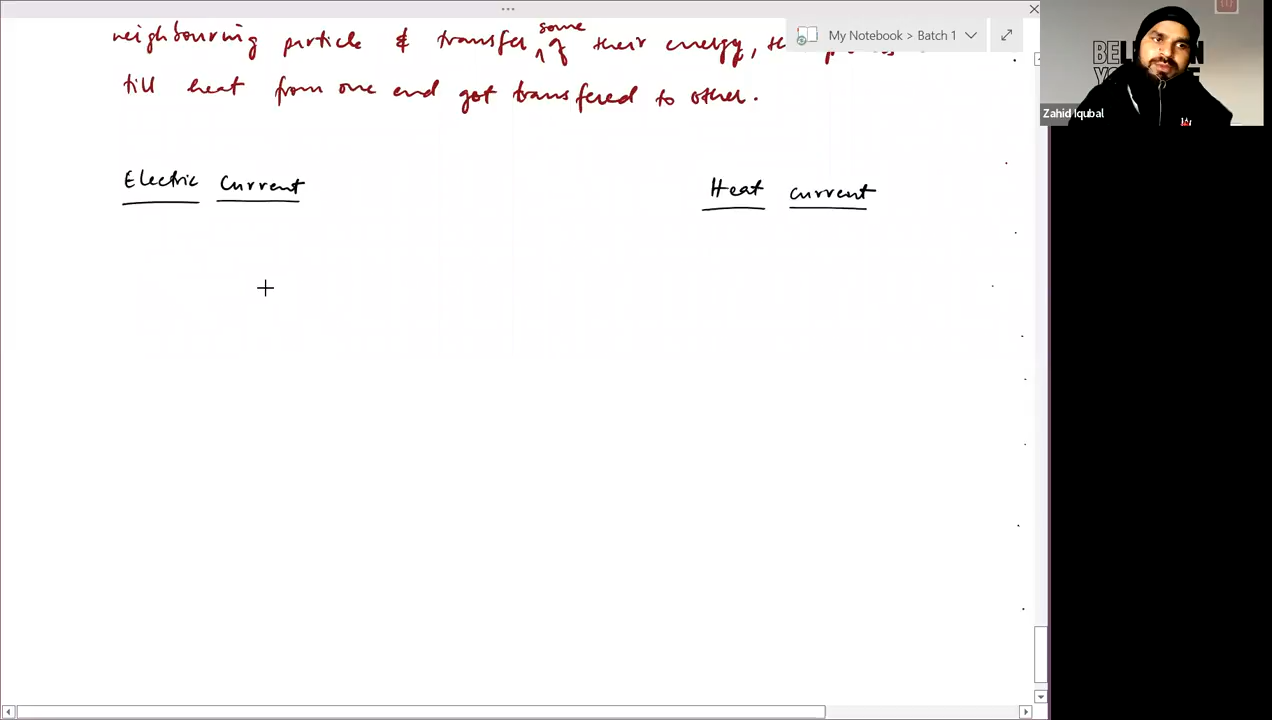 neighbouring particle & transfer some of their energy,
till heat from one end got transfered to other.
My Notebook > Batch 1
Electric Current
Heat current
Zahid Iqubal